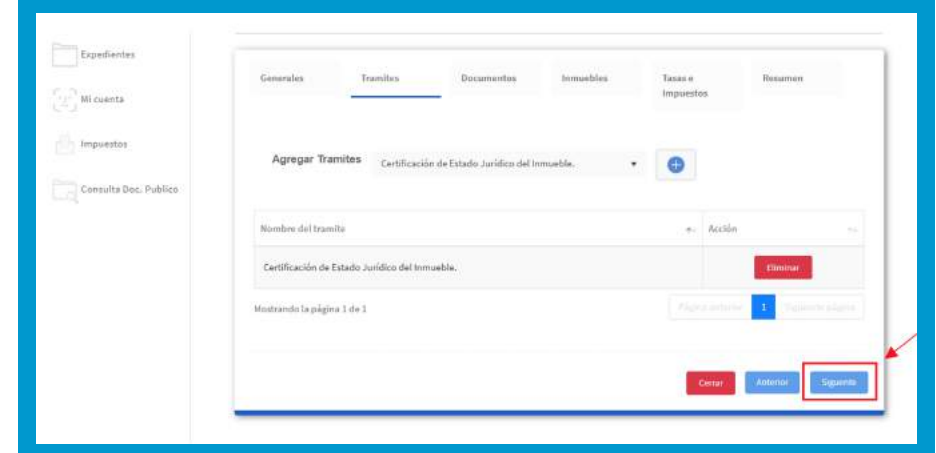 Expedientes
Mi cuenta
Impuestos
Consulta Doc. Publico
Generales
Tramites
Documentos
Inmuebles
Tasas e
Impuestos
Resumen
Agregar Tramites
Certificación de Estado Jurídico del Inmueble.
Nombre del tramite
Acción
Certificación de Estado Jurídico del Inmueble.
Eliminar
Mostrando la página 1 de 1
Página anterior
1
Siguiente página
Cerrar
Anterior
Siguiente